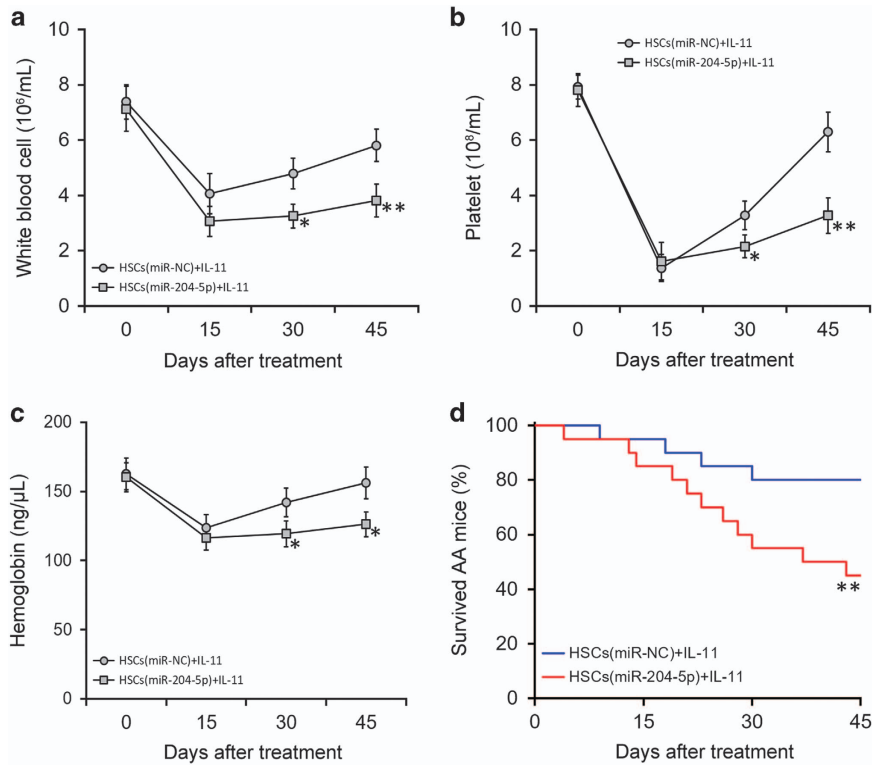 a
White blood cell (10⁶/mL)
10
8
6
4
2
0
HSCs(miR-NC)+IL-11
HSCs(miR-204-5p)+IL-11
*
**
0 15 30 45
Days after treatment
b
Platelet (10⁸/mL)
10
8
6
4
2
0
HSCs(miR-NC)+IL-11
HSCs(miR-204-5p)+IL-11
*
**
0 15 30 45
Days after treatment
c
Hemoglobin (ng/µL)
200
150
100
50
0
*
*
HSCs(miR-NC)+IL-11
HSCs(miR-204-5p)+IL-11
0 15 30 45
Days after treatment
d
Survived AA mice (%)
100
80
60
40
20
0
**
HSCs(miR-NC)+IL-11
HSCs(miR-204-5p)+IL-11
0 15 30 45
Days after treatment